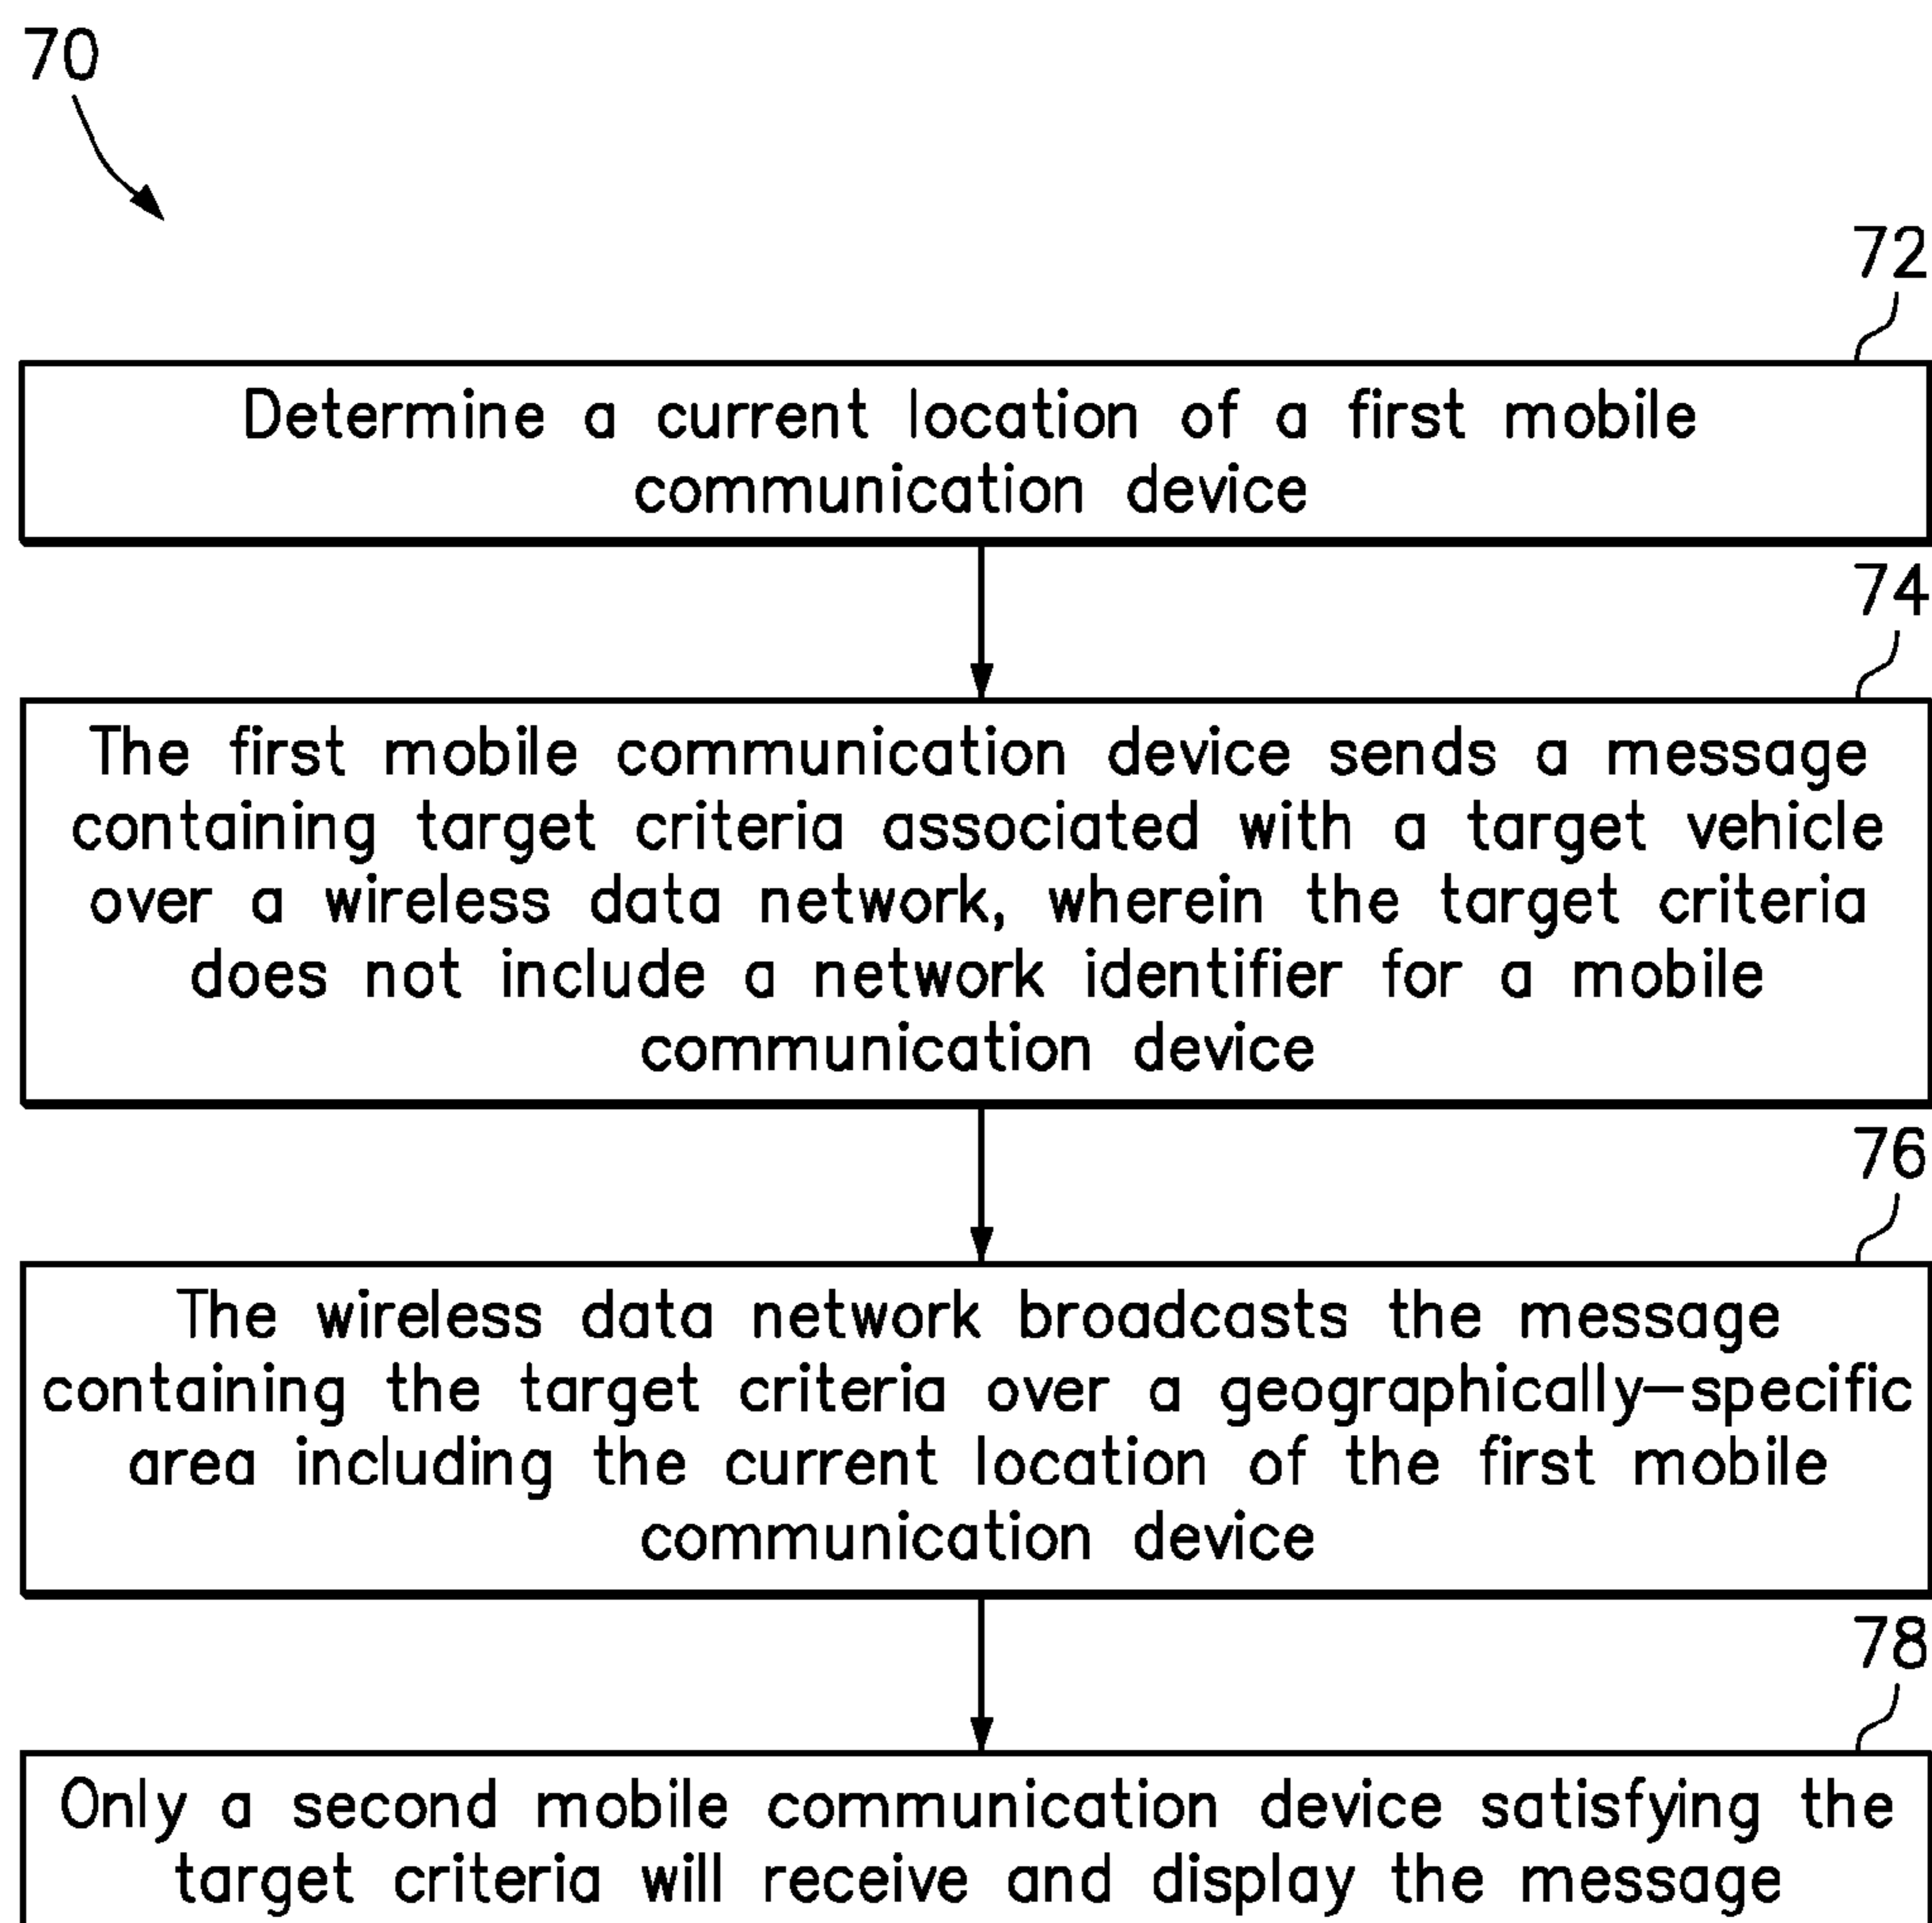 70
72
Determine a current location of a first mobile
communication device
74
The first mobile communication device sends a message
containing target criteria associated with a target vehicle
over a wireless data network, wherein the target criteria
does not include a network identifier for a mobile
communication device
76
The wireless data network broadcasts the message
containing the target criteria over a geographically-specific
area including the current location of the first mobile
communication device
78
Only a second mobile communication device satisfying the
target criteria will receive and display the message